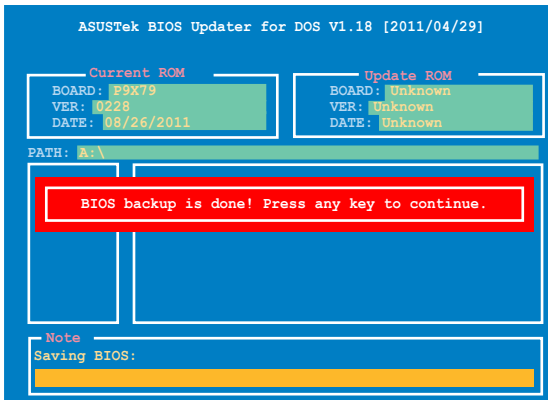 ASUSTek BIOS Updater for DOS V1.18 [2011/04/29]
Current ROM
BOARD: P9X79
VER: 0228
DATE: 08/26/2011
Update ROM
BOARD: Unknown
VER: Unknown
DATE: Unknown
PATH: A:\
BIOS backup is done! Press any key to continue.
Note
Saving BIOS: